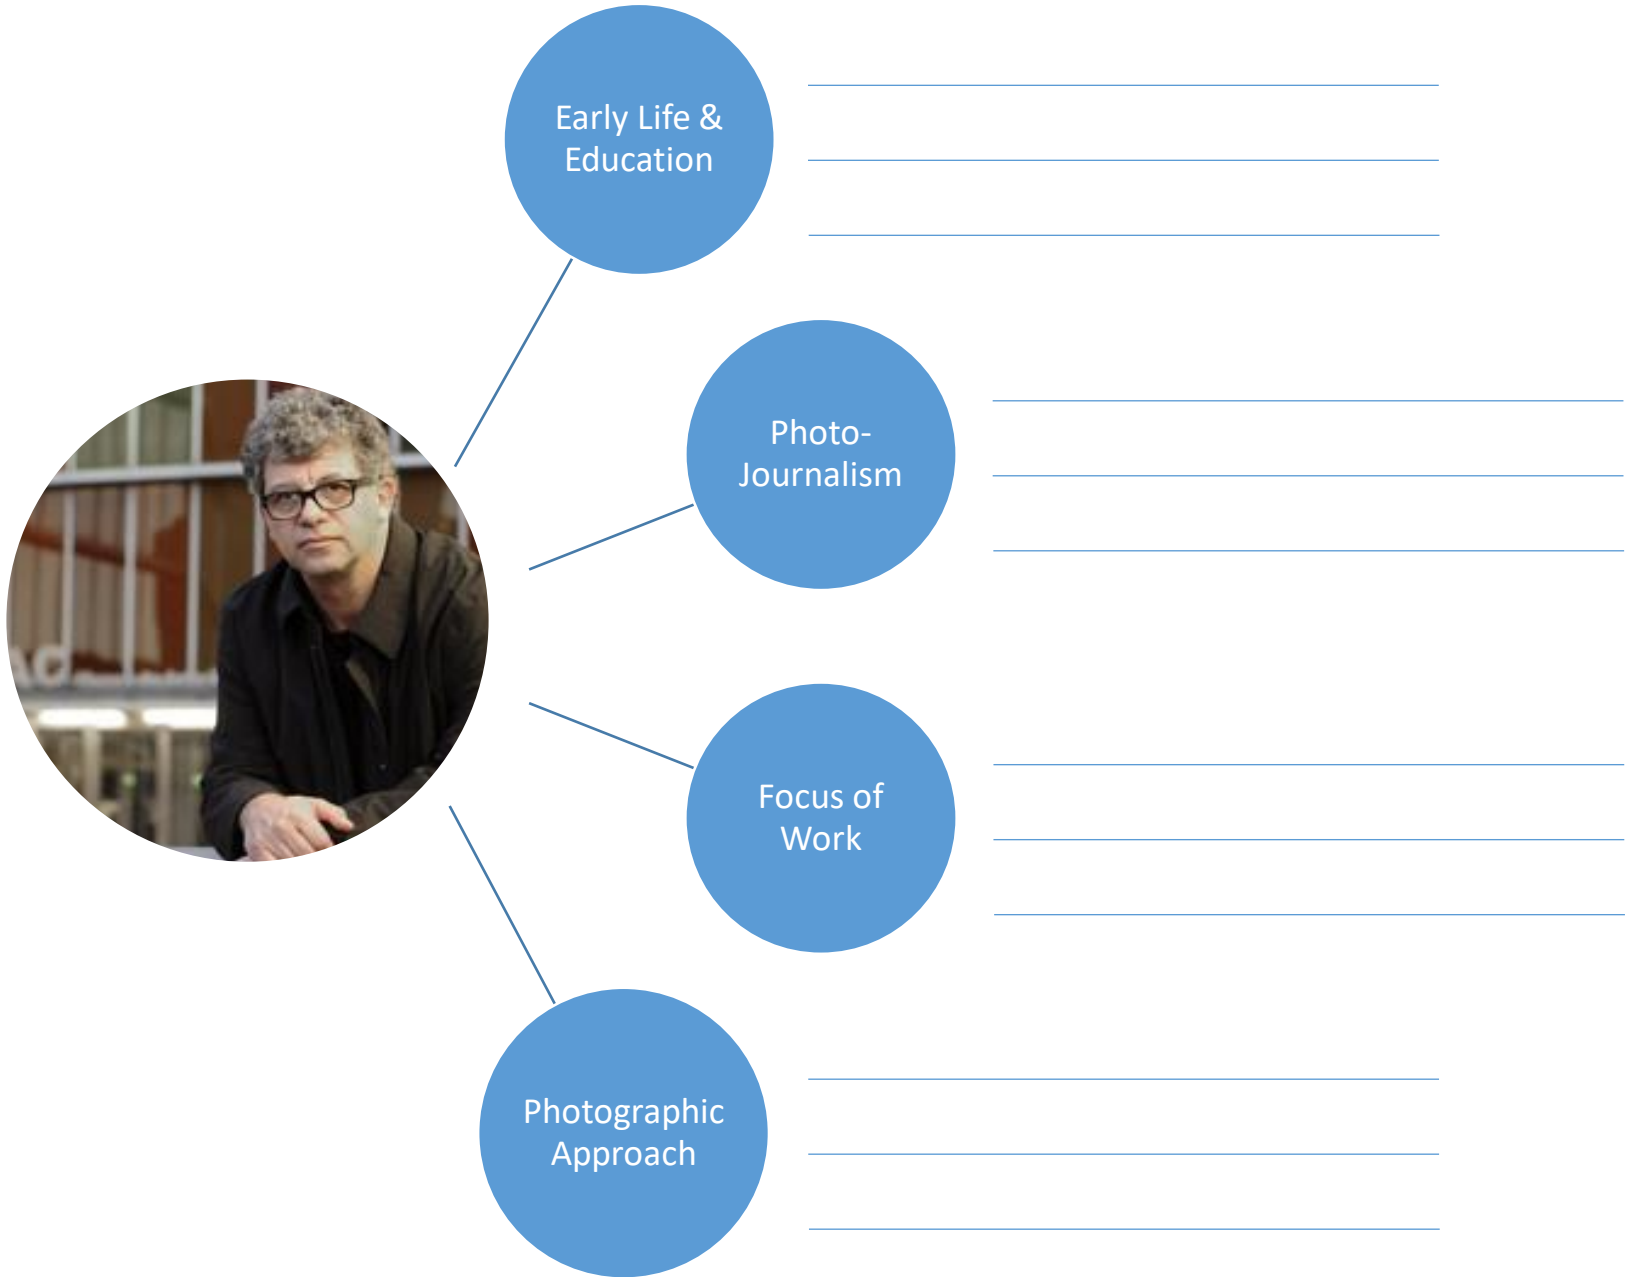 Early Life &
Education
Photo-
Journalism
Focus of
Work
Photographic
Approach